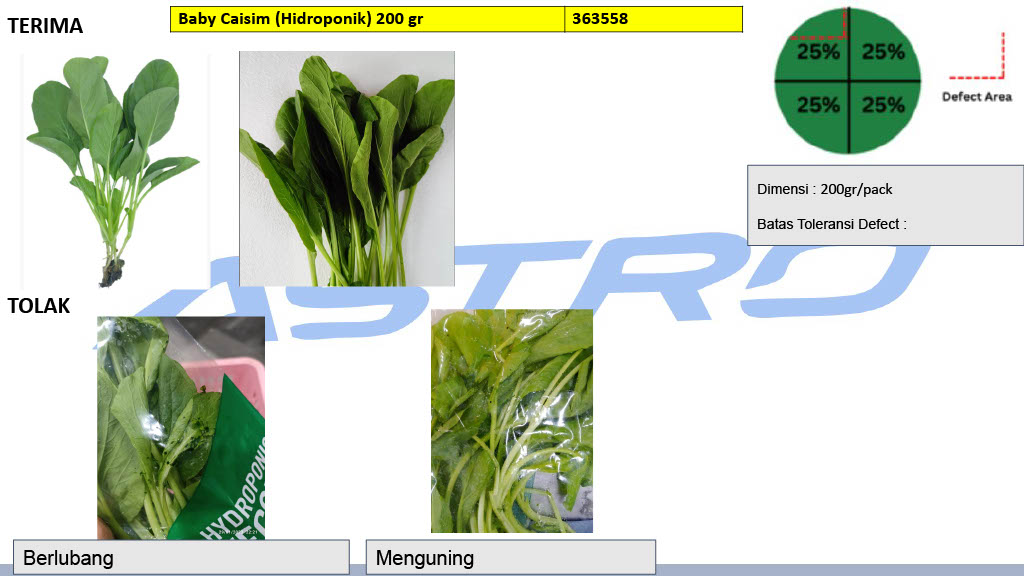 TERIMA
Baby Caisim (Hidroponik) 200 gr 363558
25% 25%
25% 25%
Defect Area
Dimensi : 200gr/pack
Batas Toleransi Defect :
ASTRO
TOLAK
HYDROPONIC
Berlubang
Menguning